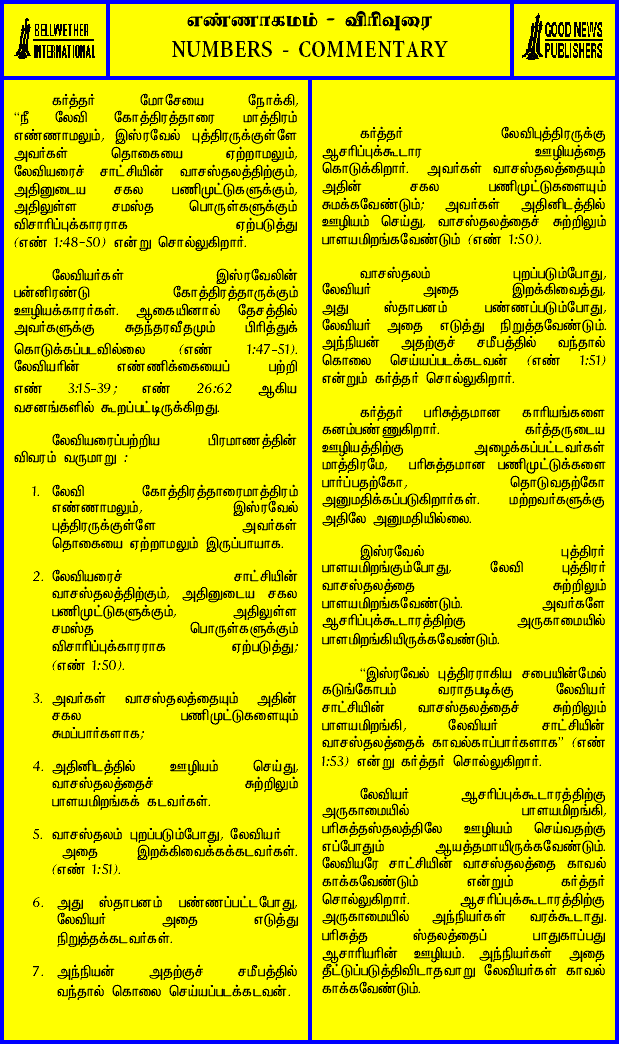 BELLWETHER
INTERNATIONAL
எண்ணாகமம் - விரிவுரை
NUMBERS - COMMENTARY
GOOD NEWS
PUBLISHERS
கர்த்தர் மோசேயை நோக்கி,
“நீ லேவி கோத்திரத்தாரை மாத்திரம்
எண்ணாமலும், இஸ்ரவேல் புத்திரருக்குள்ளே
அவர்கள் தொகையை ஏற்றாமலும்,
லேவியரைச் சாட்சியின் வாசஸ்தலத்திற்கும்,
அதினுடைய சகல பணிமுட்டுகளுக்கும்,
அதிலுள்ள சமஸ்த பொருள்களுக்கும்
விசாரிப்புக்காரராக ஏற்படுத்து
(எண் 1:48-50) என்று சொல்லுகிறார்.
லேவியர்கள் இஸ்ரவேலின்
பன்னிரண்டு கோத்திரத்தாருக்கும்
ஊழியக்காரர்கள். ஆகையினால் தேசத்தில்
அவர்களுக்கு சுதந்தரவீதமும் பிரித்துக்
கொடுக்கப்படவில்லை (எண் 1:47-51).
லேவியரின் எண்ணிக்கையைப் பற்றி
எண் 3:15-39; எண் 26:62 ஆகிய
வசனங்களில் கூறப்பட்டிருக்கிறது.
லேவியரைப்பற்றிய பிரமாணத்தின்
விவரம் வருமாறு :
1. லேவி கோத்திரத்தாரைமாத்திரம்
எண்ணாமலும், இஸ்ரவேல்
புத்திரருக்குள்ளே அவர்கள்
தொகையை ஏற்றாமலும் இருப்பாயாக.
2. லேவியரைச் சாட்சியின்
வாசஸ்தலத்திற்கும், அதினுடைய சகல
பணிமுட்டுகளுக்கும், அதிலுள்ள
சமஸ்த பொருள்களுக்கும்
விசாரிப்புக்காரராக ஏற்படுத்து;
(எண் 1:50).
3. அவர்கள் வாசஸ்தலத்தையும் அதின்
சகல பணிமுட்டுகளையும்
சுமப்பார்களாக;
4. அதினிடத்தில் ஊழியம் செய்து,
வாசஸ்தலத்தைச் சுற்றிலும்
பாளயமிறங்கக் கடவர்கள்.
5. வாசஸ்தலம் புறப்படும்போது, லேவியர்
அதை இறக்கிவைக்கக்கடவர்கள்.
(எண் 1:51).
6. அது ஸ்தாபனம் பண்ணப்பட்டபோது,
லேவியர் அதை எடுத்து
நிறுத்தக்கடவர்கள்.
7. அந்நியன் அதற்குச் சமீபத்தில்
வந்தால் கொலை செய்யப்படக்கடவன்.
கர்த்தர் லேவிபுத்திரருக்கு
ஆசரிப்புக்கூடார ஊழியத்தை
கொடுக்கிறார். அவர்கள் வாசஸ்தலத்தையும்
அதின் சகல பணிமுட்டுகளையும்
சுமக்கவேண்டும்; அவர்கள் அதினிடத்தில்
ஊழியம் செய்து, வாசஸ்தலத்தைச் சுற்றிலும்
பாளயமிறங்கவேண்டும் (எண் 1:50).
வாசஸ்தலம் புறப்படும்போது,
லேவியர் அதை இறக்கிவைத்து,
அது ஸ்தாபனம் பண்ணப்படும்போது,
லேவியர் அதை எடுத்து நிறுத்தவேண்டும்.
அந்நியன் அதற்குச் சமீபத்தில் வந்தால்
கொலை செய்யப்படக்கடவன் (எண் 1:51)
என்றும் கர்த்தர் சொல்லுகிறார்.
கர்த்தர் பரிசுத்தமான காரியங்களை
கனம்பண்ணுகிறார். கர்த்தருடைய
ஊழியத்திற்கு அழைக்கப்பட்டவர்கள்
மாத்திரமே, பரிசுத்தமான பணிமுட்டுக்களை
பார்ப்பதற்கோ, தொடுவதற்கோ
அனுமதிக்கப்படுகிறார்கள். மற்றவர்களுக்கு
அதிலே அனுமதியில்லை.
இஸ்ரவேல் புத்திரர்
பாளயமிறங்கும்போது, லேவி புத்திரர்
வாசஸ்தலத்தை சுற்றிலும்
பாளயமிறங்கவேண்டும். அவர்களே
ஆசரிப்புக்கூடாரத்திற்கு அருகாமையில்
பாளமிறங்கியிருக்கவேண்டும்.
“இஸ்ரவேல் புத்திரராகிய சபையின்மேல்
கடுங்கோபம் வராதபடிக்கு லேவியர்
சாட்சியின் வாசஸ்தலத்தைச் சுற்றிலும்
பாளயமிறங்கி, லேவியர் சாட்சியின்
வாசஸ்தலத்தைக் காவல்காப்பார்களாக” (எண்
1:53) என்று கர்த்தர் சொல்லுகிறார்.
லேவியர் ஆசரிப்புக்கூடாரத்திற்கு
அருகாமையில் பாளயமிறங்கி,
பரிசுத்தஸ்தலத்திலே ஊழியம் செய்வதற்கு
எப்போதும் ஆயத்தமாயிருக்கவேண்டும்.
லேவியரே சாட்சியின் வாசஸ்தலத்தை காவல்
காக்கவேண்டும் என்றும் கர்த்தர்
சொல்லுகிறார். ஆசரிப்புக்கூடாரத்திற்கு
அருகாமையில் அந்நியர்கள் வரக்கூடாது.
பரிசுத்த ஸ்தலத்தைப் பாதுகாப்பது
ஆசாரியரின் ஊழியம். அந்நியர்கள் அதை
தீட்டுப்படுத்திவிடாதவாறு லேவியர்கள் காவல்
காக்கவேண்டும்.